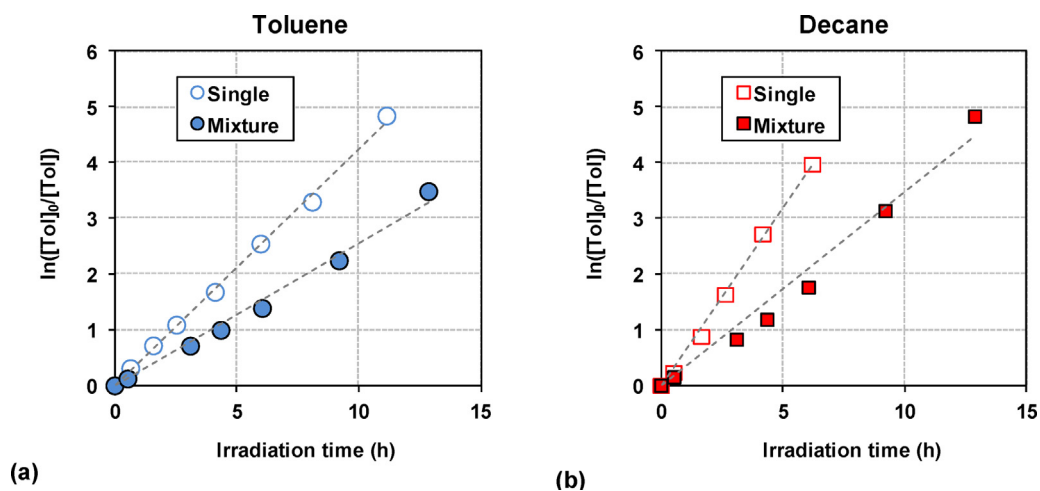 Toluene
ln([Tol]₀/[Tol])
6
5
4
3
2
1
0
Single
Mixture
0 5 10 15
Irradiation time (h)
(a)
Decane
ln([Tol]₀/[Tol])
6
5
4
3
2
1
0
Single
Mixture
0 5 10 15
Irradiation time (h)
(b)